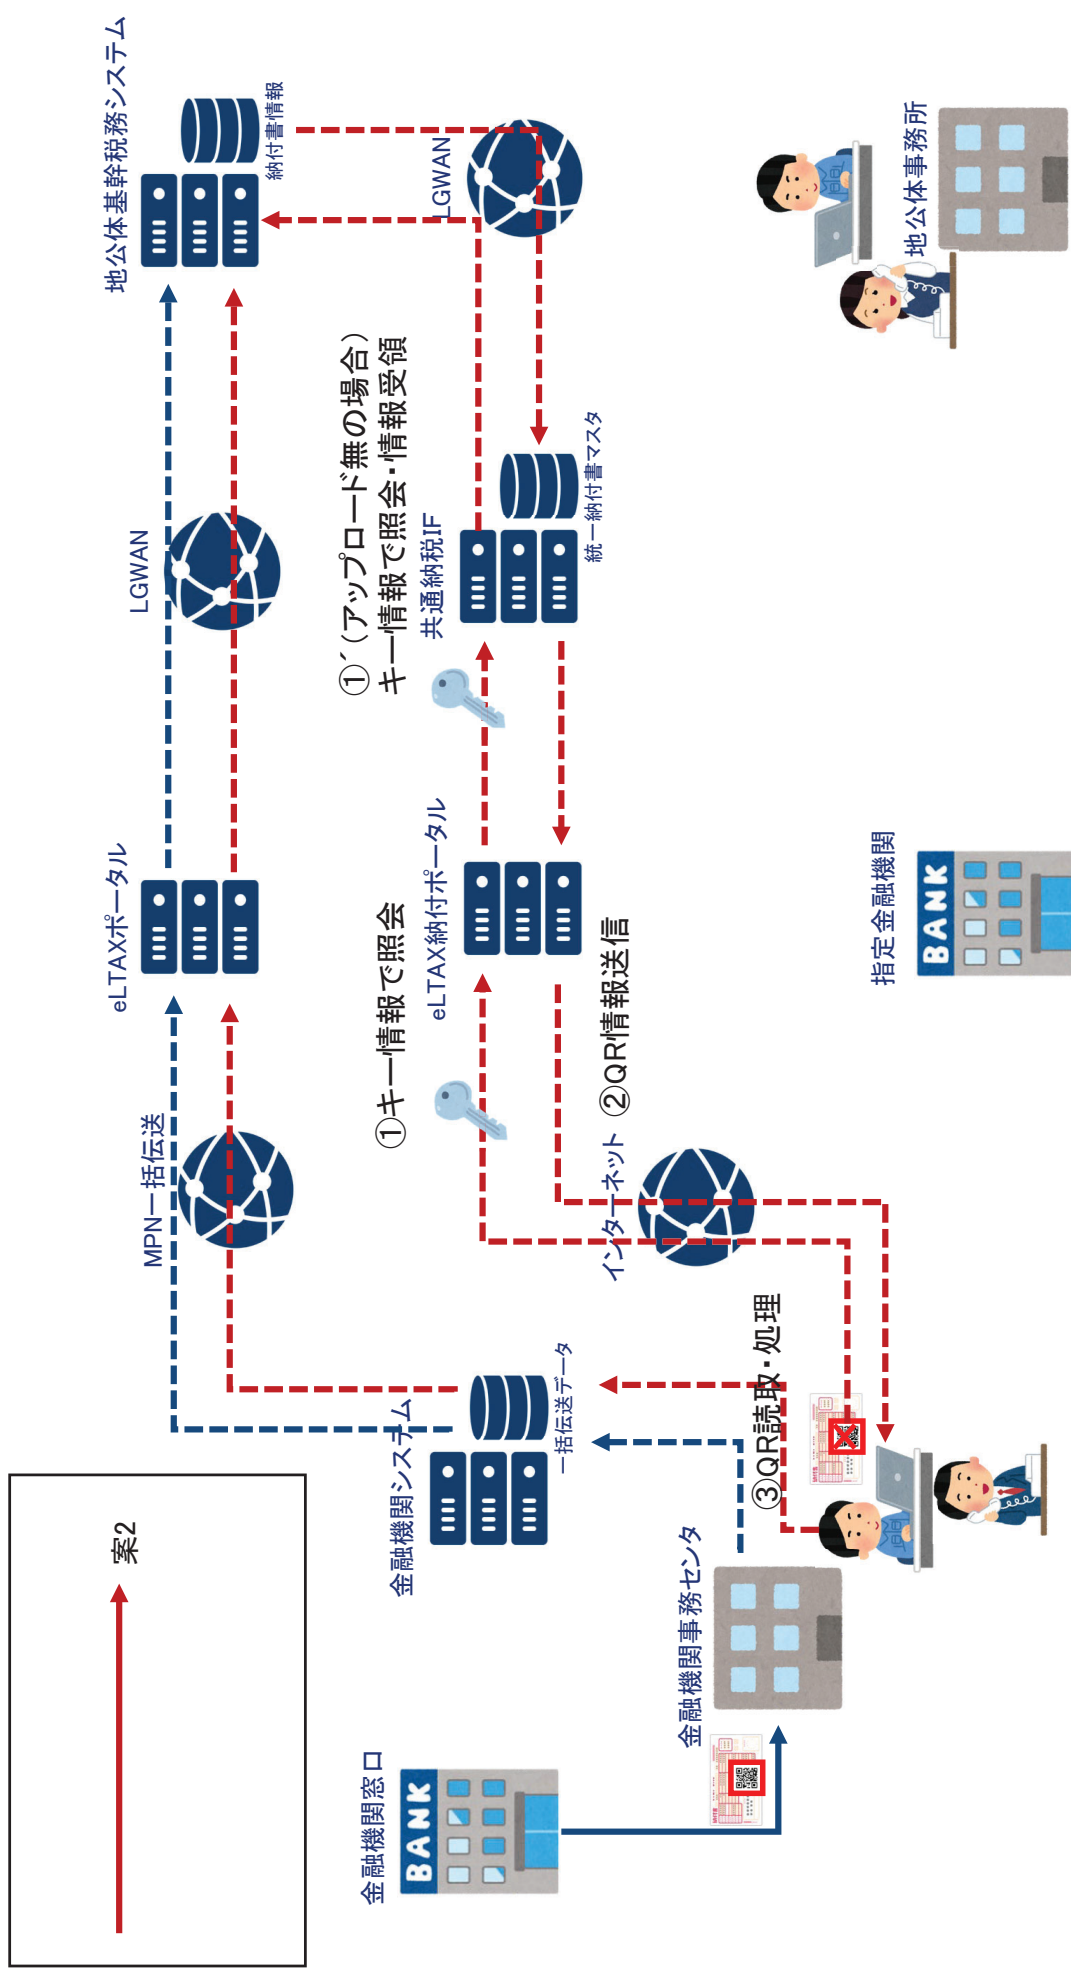 案2
金融機関窓口
BANK
金融機関事務センタ
金融機関システム
一括伝送データ
③QR読取・処理
MPN一括伝送
インターネット
eLTAXポータル
①キー情報で照会
eLTAX納付ポータル
②QR情報送信
LGWAN
①´(アップロード無の場合)
キー情報で照会・情報受領
共通納税IF
統一納付書マスタ
LGWAN
地公体基幹税務システム
納付書情報
指定金融機関
BANK
地公体事務所